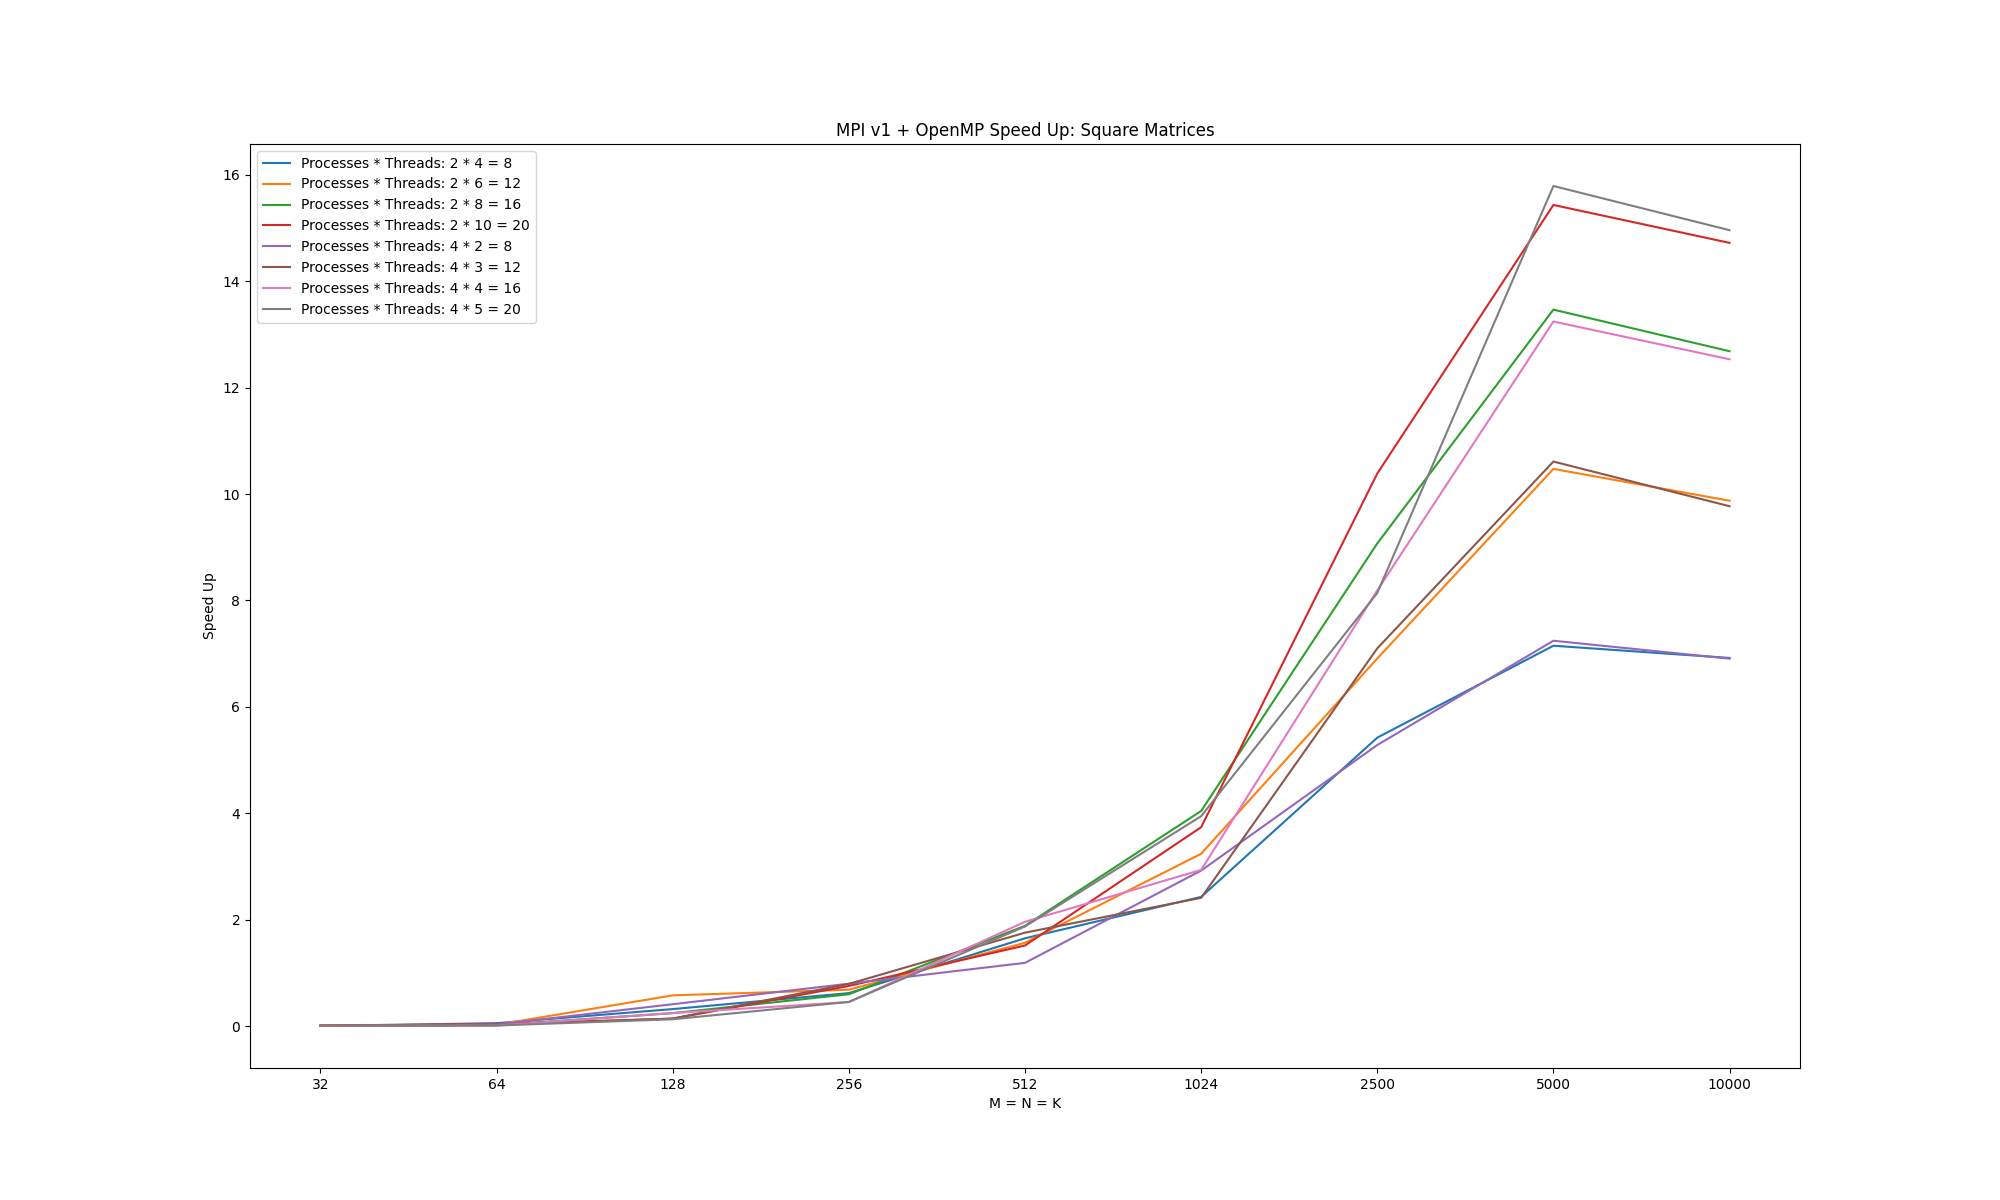 MPI v1 + OpenMP Speed Up: Square Matrices
Processes * Threads: 2 * 4 = 8
Processes * Threads: 2 * 6 = 12
Processes * Threads: 2 * 8 = 16
Processes * Threads: 2 * 10 = 20
Processes * Threads: 4 * 2 = 8
Processes * Threads: 4 * 3 = 12
Processes * Threads: 4 * 4 = 16
Processes * Threads: 4 * 5 = 20
16
14
12
10
8
6
4
2
0
Speed Up
32 64 128 256 512 1024 2500 5000 10000
M = N = K